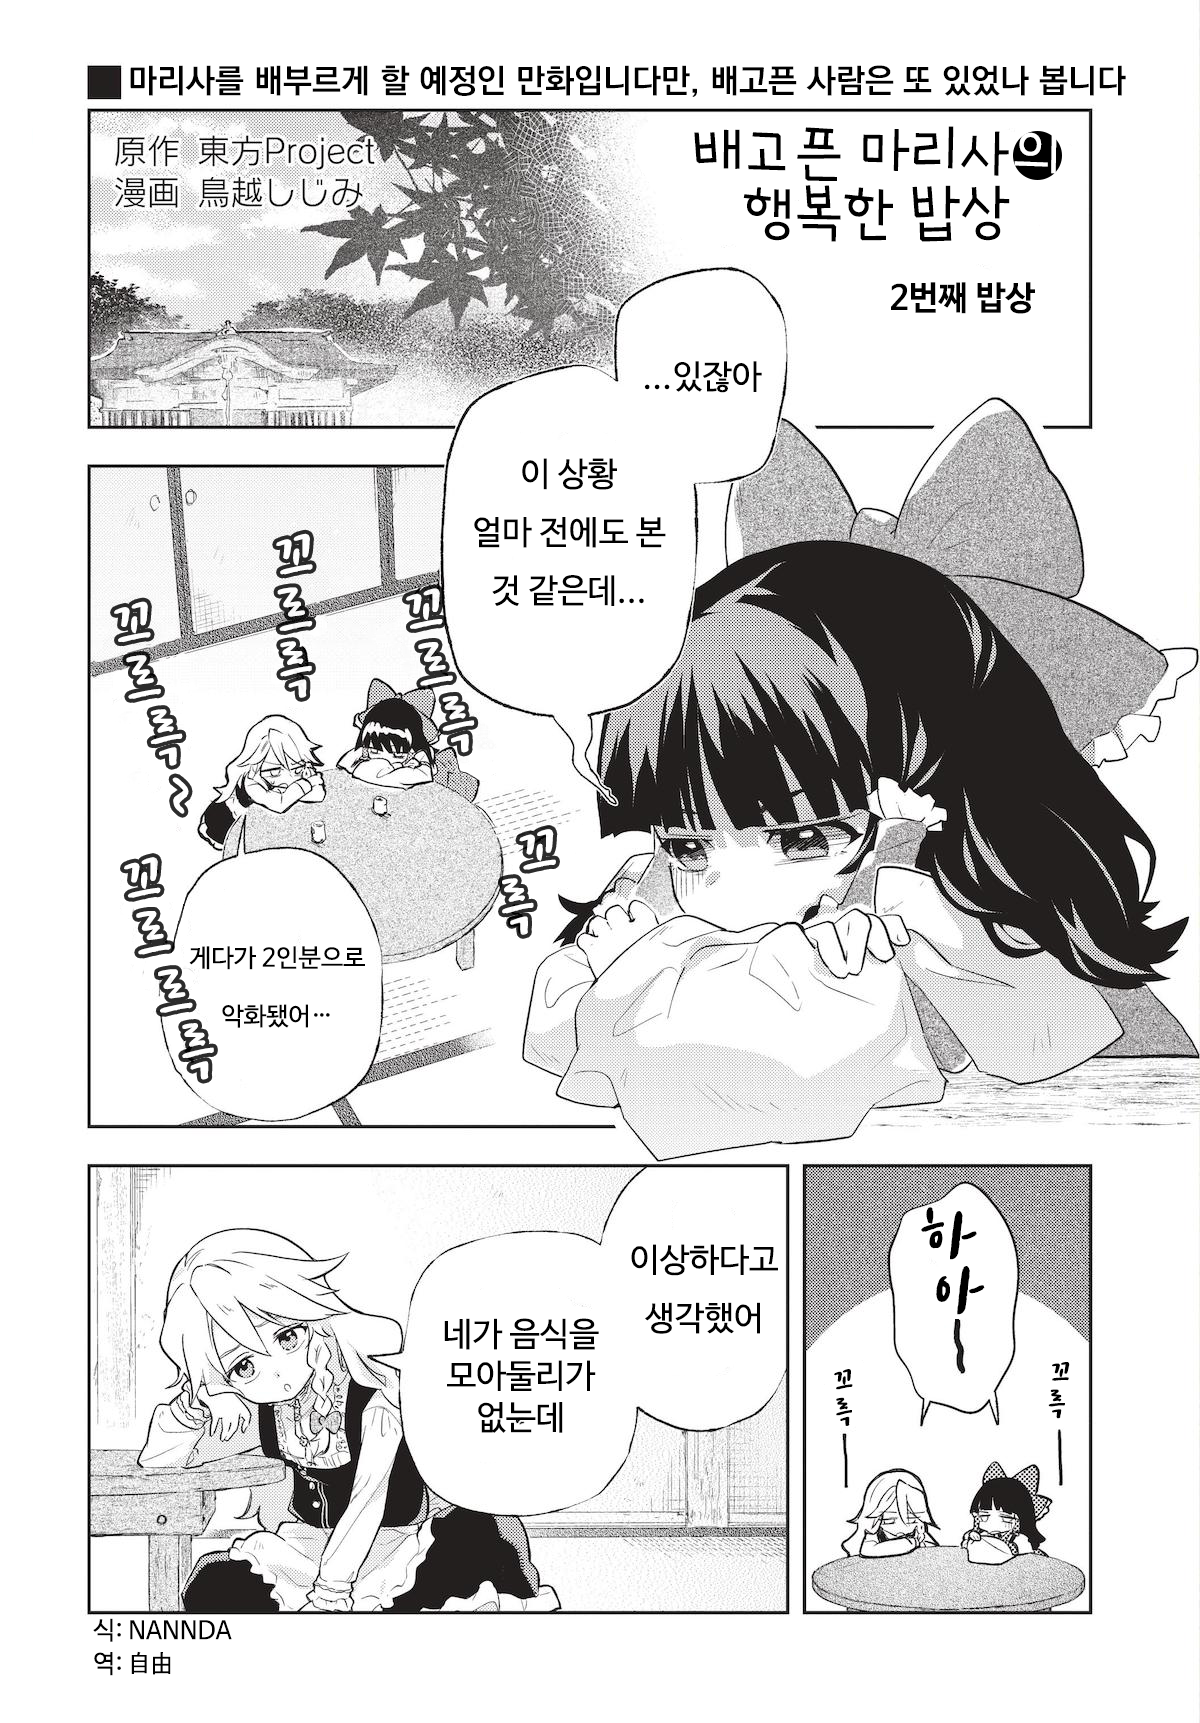 ■마리사를 배부르게 할 예정인 만화입니다만, 배고픈 사람은 또 있었나 봅니다
原作 東方Project
漫画 鳥越しじみ
배고픈 마리사의
행복한 밥상
2번째 밥상
...있잖아
이 상황
얼마 전에도 본
것 같은데...
꼬르륵
꼬르륵
꼬르륵~
꼬르륵
꼬르르륵
게다가 2인분으로
악화됐어…
하아—
꼬륵—
꼬륵—
이상하다고
생각했어
네가 음식을
모아둘리가
없는데
식: NANNDA
역: 自由